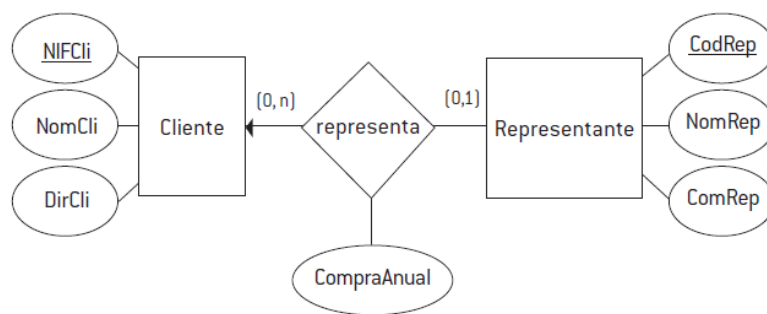 NIFCli
NomCli
DirCli
Cliente
(0, n)
representa
CompraAnual
(0,1)
Representante
CodRep
NomRep
ComRep